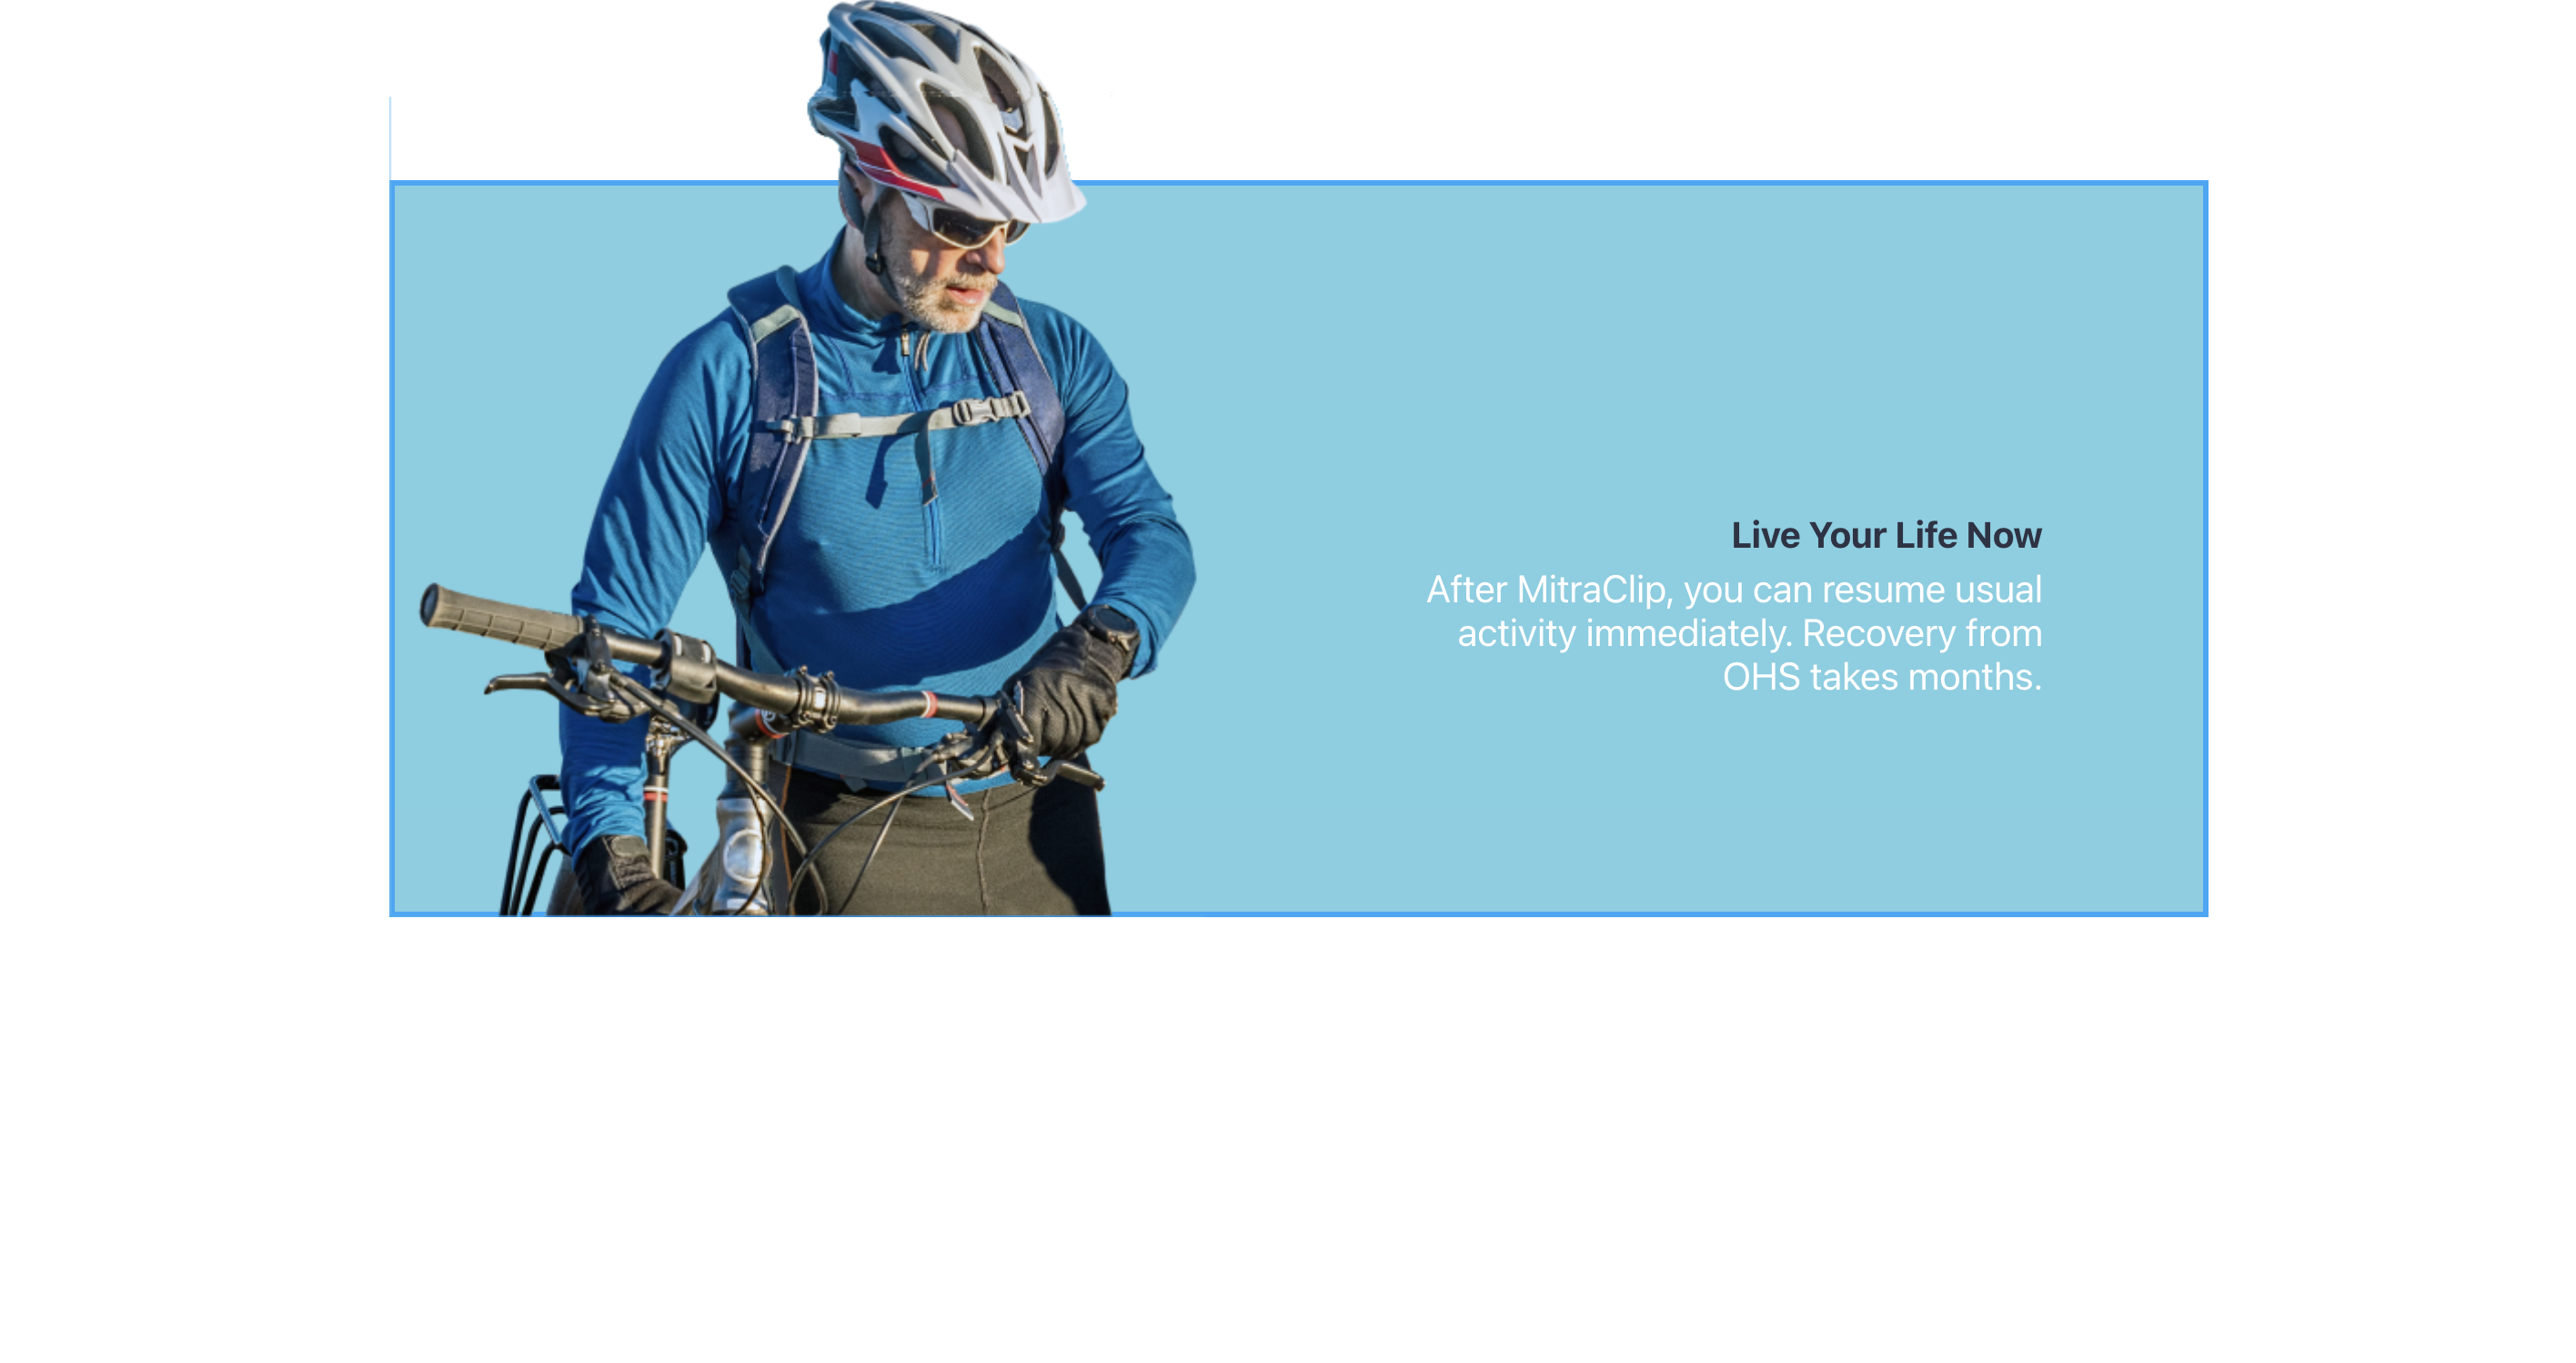 Live Your Life Now
After MitraClip, you can resume usual
activity immediately. Recovery from
OHS takes months.